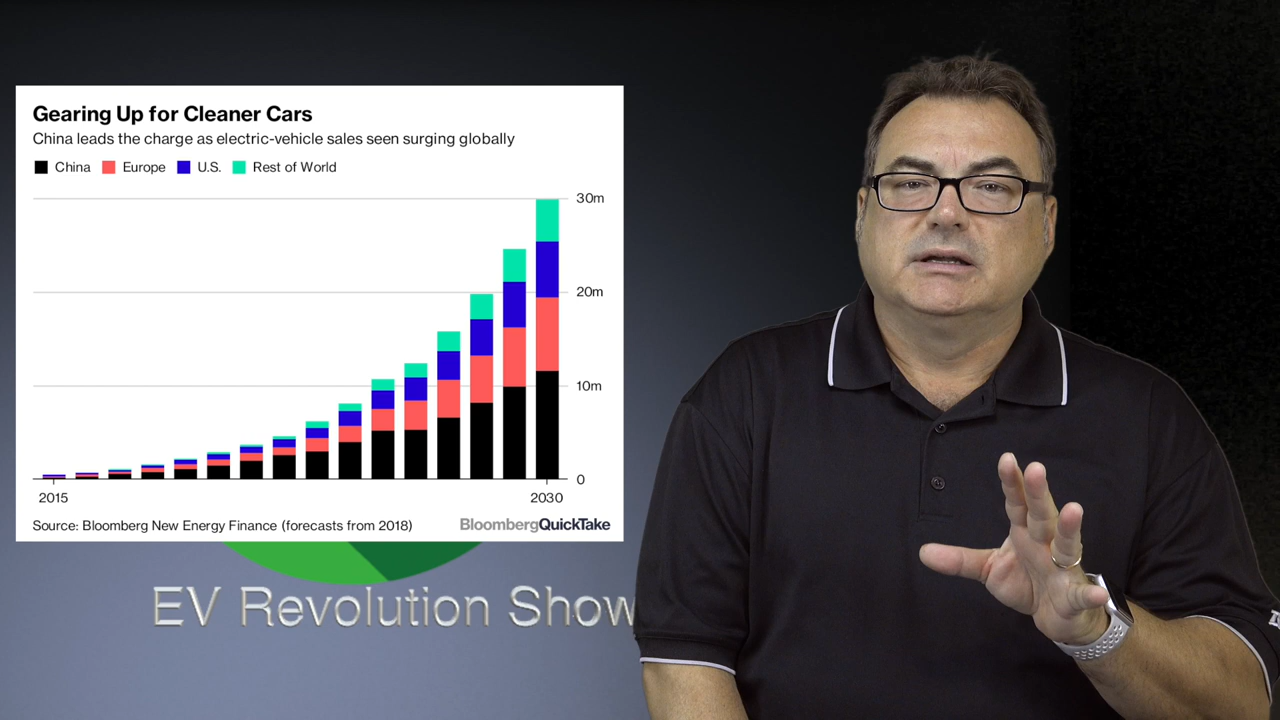 Gearing Up for Cleaner Cars
China leads the charge as electric-vehicle sales seen surging globally
China Europe U.S. Rest of World
30m
20m
10m
0
2015 2030
Source: Bloomberg New Energy Finance (forecasts from 2018) BloombergQuickTake
EV Revolution Show